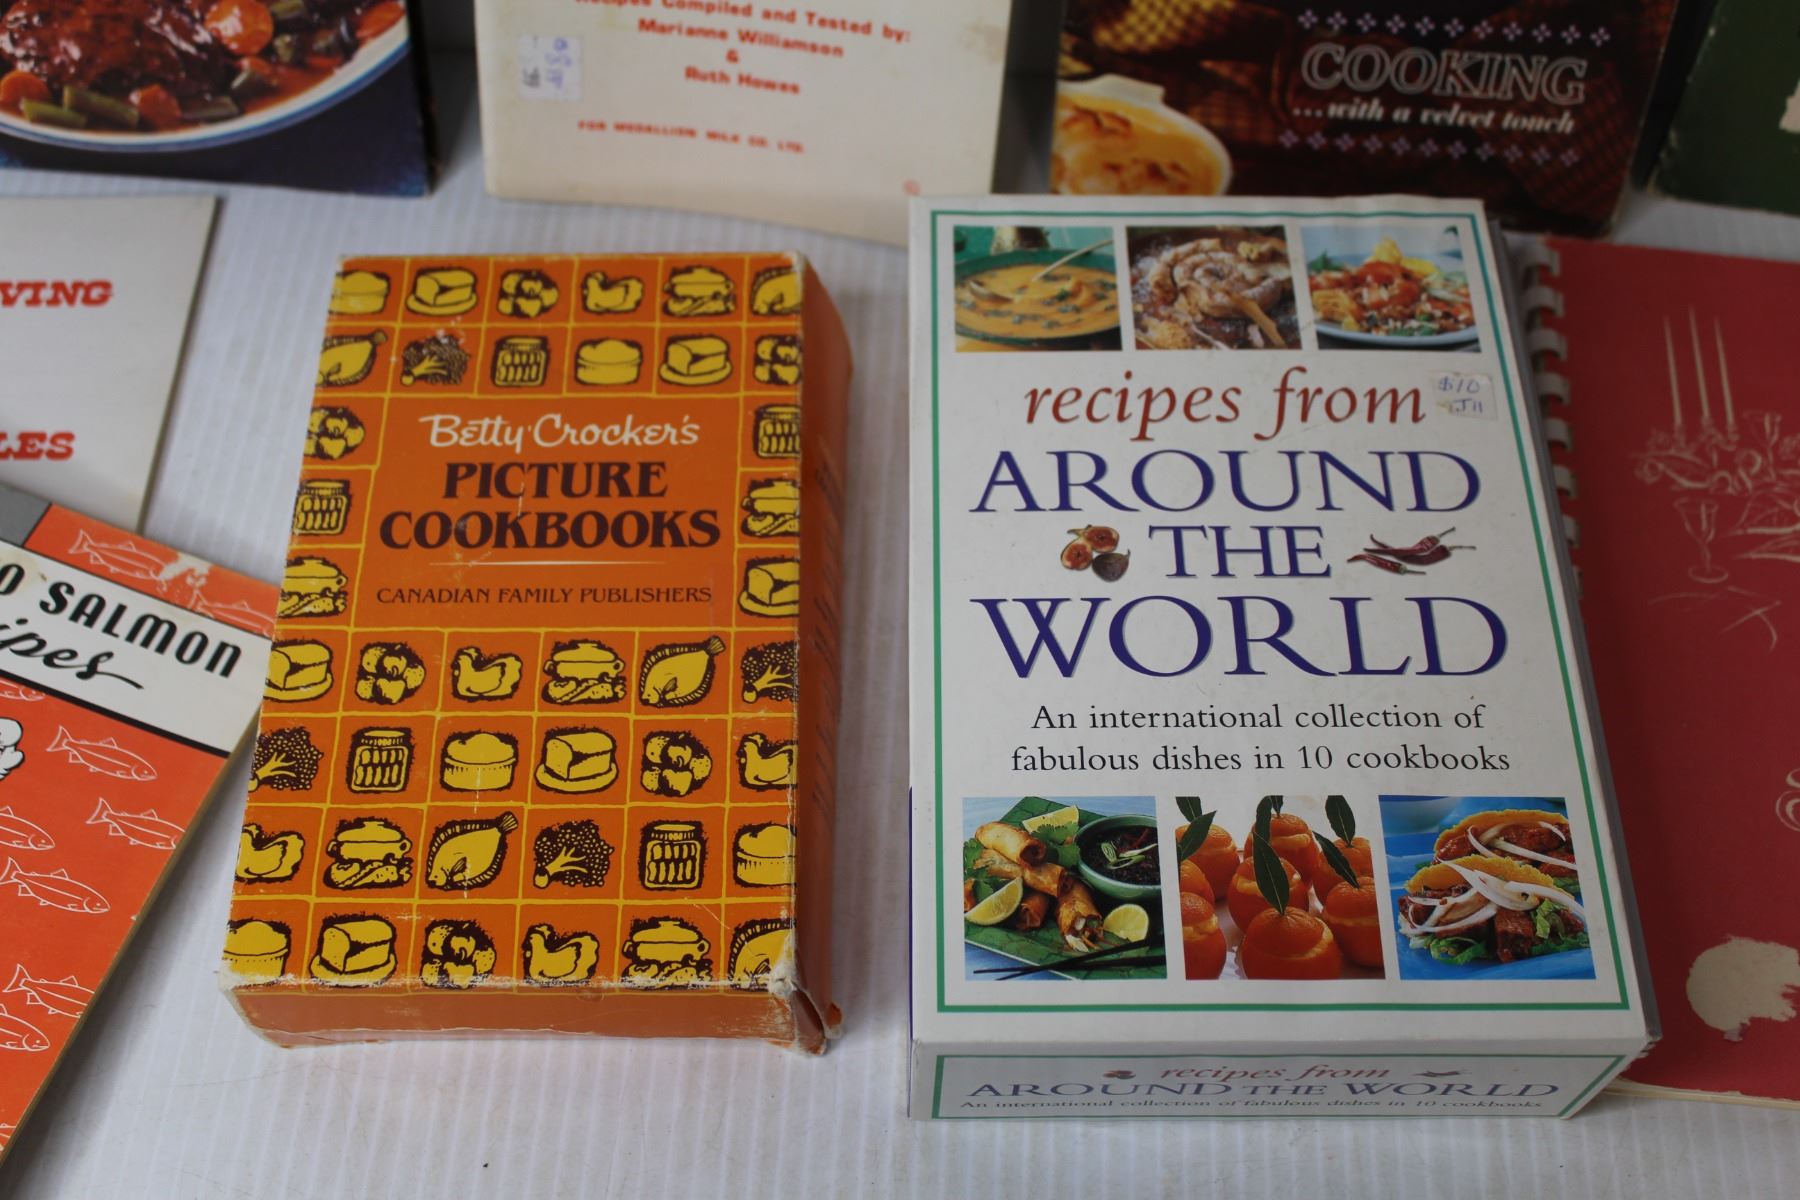 Recipes Compiled and Tested by:
Marianne Williamson
&
Ruth Howes
FOR MEDALLION MILK CO. LTD.
COOKING
...with a velvet touch
VING
LES
O SALMON
ipes
Betty Crocker's
PICTURE
COOKBOOKS
CANADIAN FAMILY PUBLISHERS
recipes from
$10
AROUND
THE
WORLD
An international collection of
fabulous dishes in 10 cookbooks
recipes from
AROUND THE WORLD
An international collection of fabulous dishes in 10 cookbooks